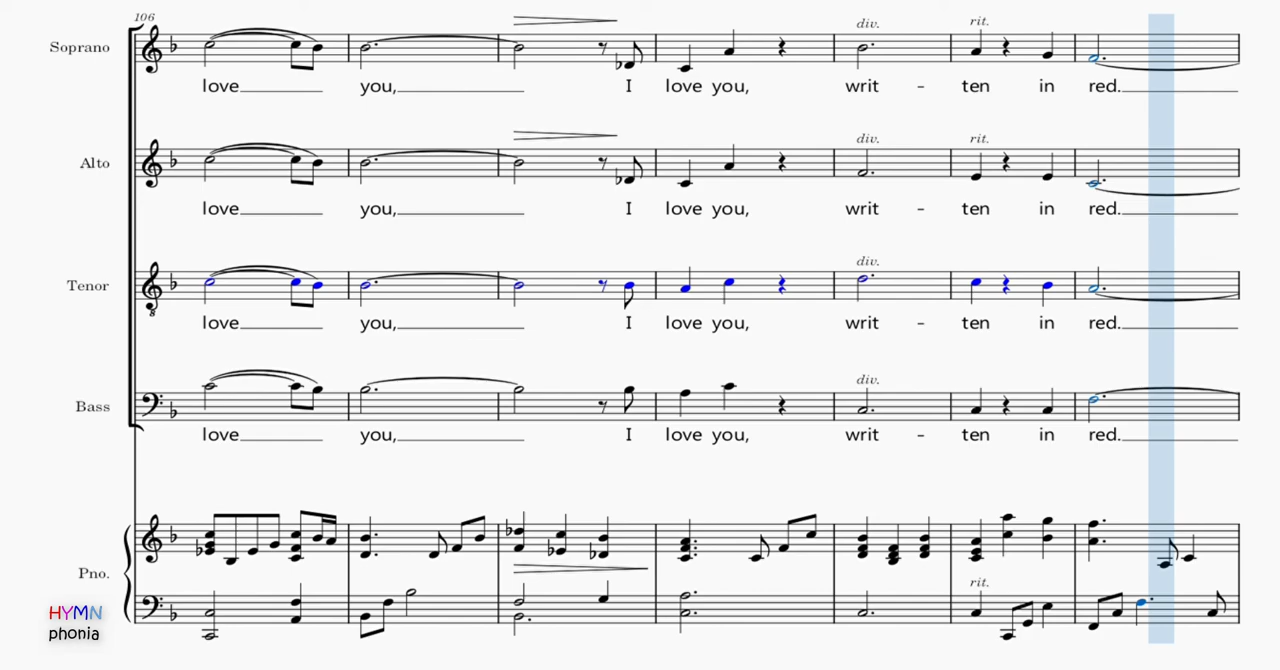 106
Soprano
love you, I love you, writ - ten in red.
div.
rit.
Alto
love you, I love you, writ - ten in red.
div.
rit.
Tenor
love you, I love you, writ - ten in red.
div.
Bass
love you, I love you, writ - ten in red.
div.
Pno.
rit.
HYMN
phonia